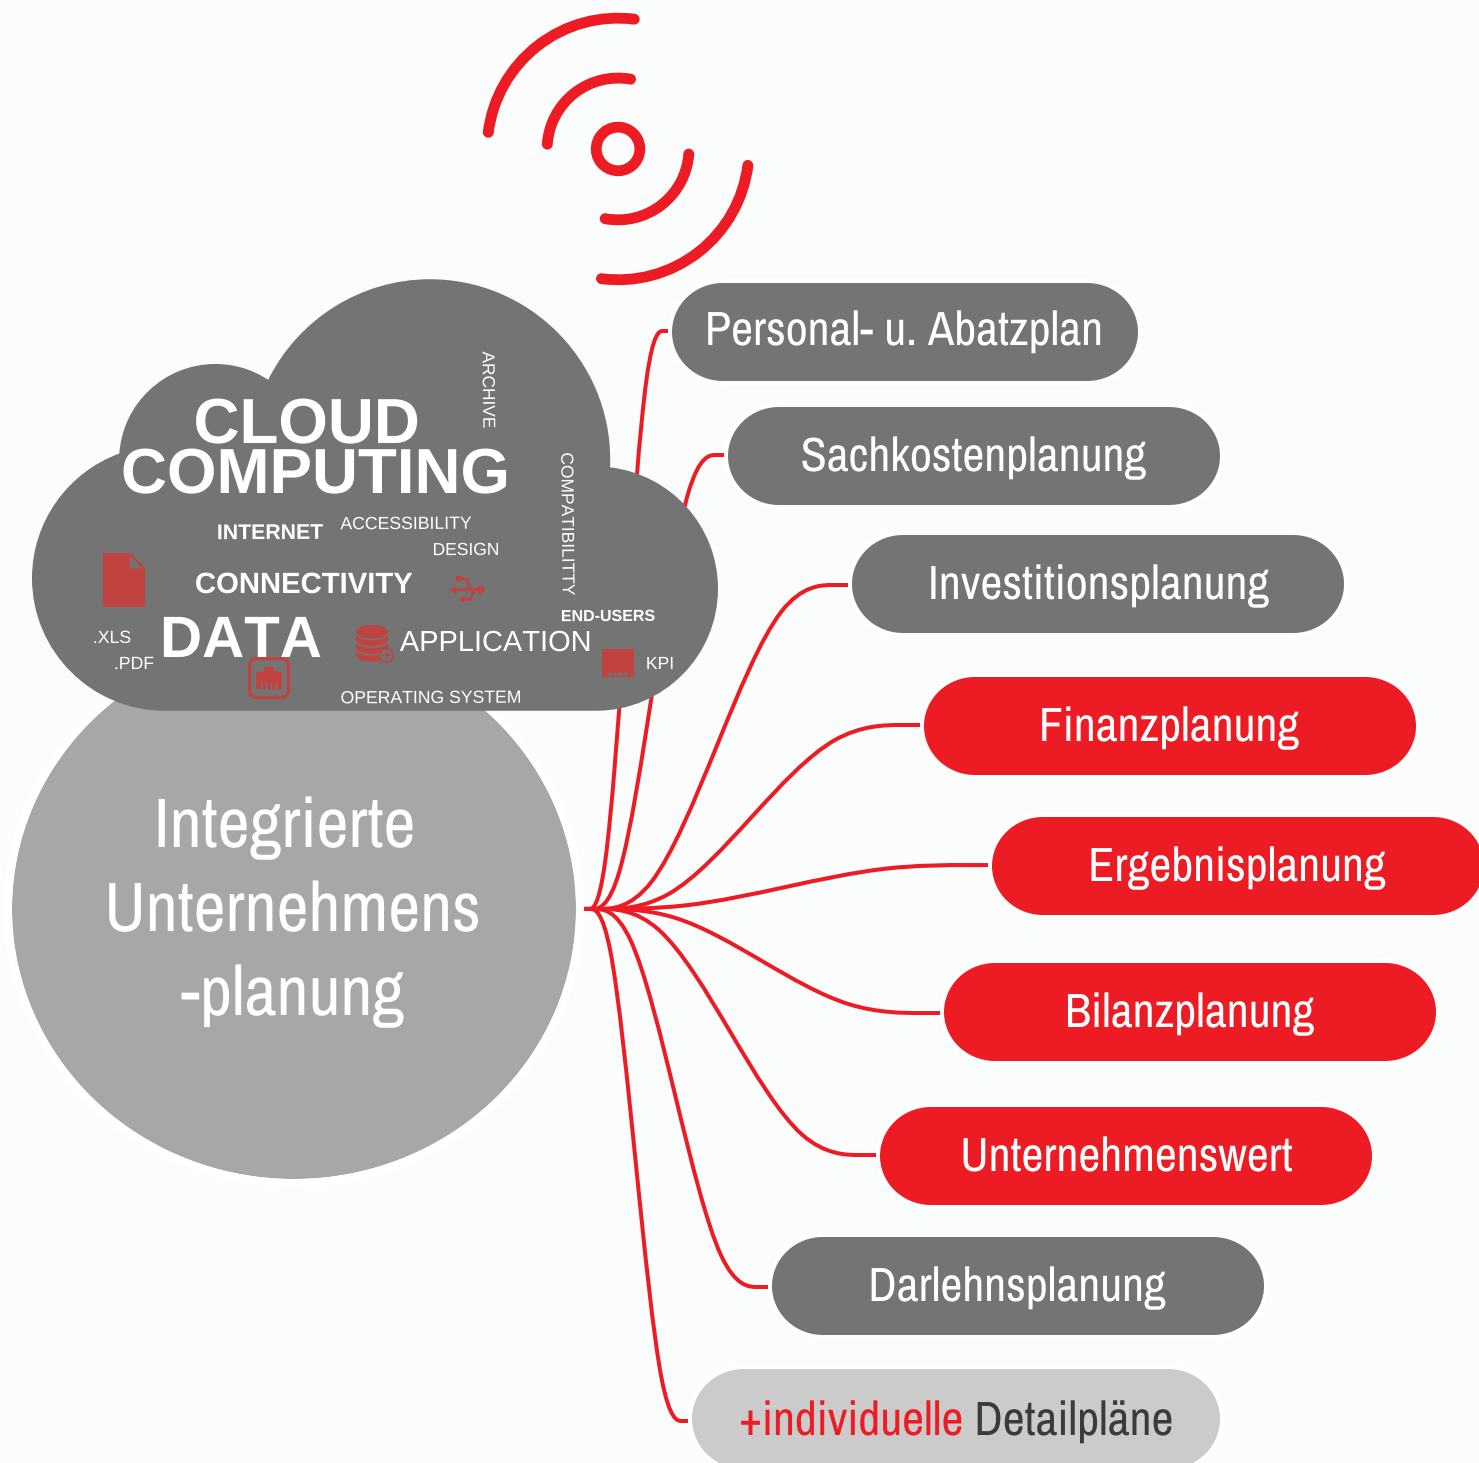 ARCHIVE
CLOUD
COMPUTING
COMPATIBILITTY
INTERNET
ACCESSIBILITY
DESIGN
CONNECTIVITY
END-USERS
.XLS
DATA
APPLICATION
.PDF
KPI
OPERATING SYSTEM
Integrierte
Unternehmens
-planung
Personal- u. Abatzplan
Sachkostenplanung
Investitionsplanung
Finanzplanung
Ergebnisplanung
Bilanzplanung
Unternehmenswert
Darlehnsplanung
+individuelle Detailpläne